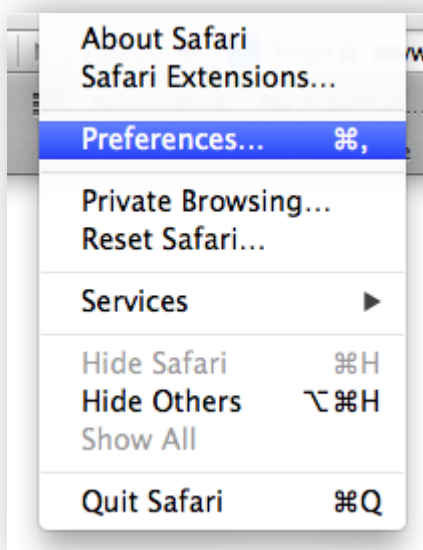 About Safari
Safari Extensions…
Preferences… ⌘,
Private Browsing…
Reset Safari…
Services ▶
Hide Safari ⌘H
Hide Others ⌥⌘H
Show All
Quit Safari ⌘Q